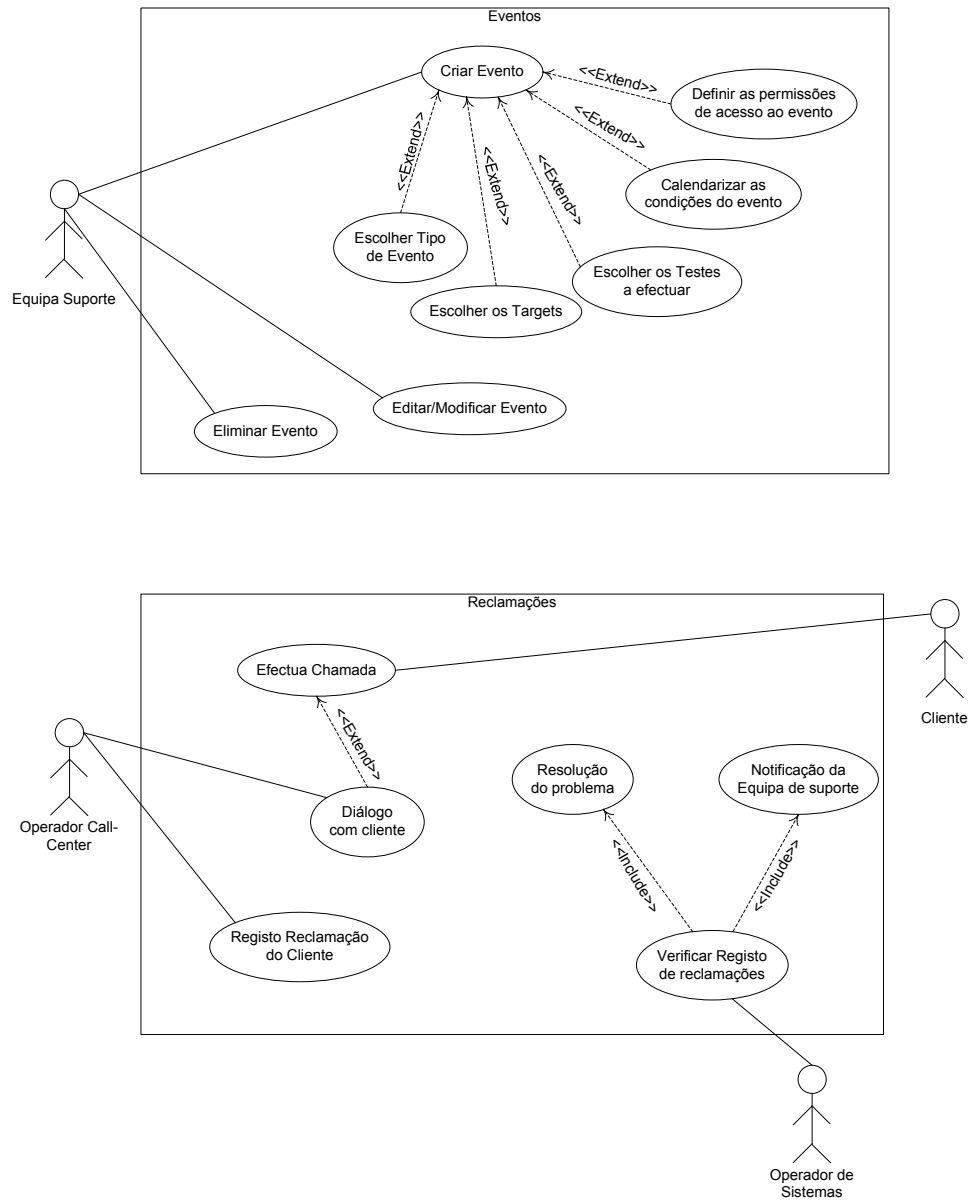 Eventos
Criar Evento
<<Extend>>
Definir as permissões
de acesso ao evento
<<Extend>>
Calendarizar as
condições do evento
<<Extend>>
<<Extend>>
<<Extend>>
Escolher Tipo
de Evento
Escolher os Testes
a efectuar
Escolher os Targets
Equipa Suporte
Editar/Modificar Evento
Eliminar Evento
Reclamações
Efectua Chamada
Cliente
<<Extend>>
Resolução
do problema
Notificação da
Equipa de suporte
Diálogo
com cliente
Operador Call-
Center
<<Include>>
<<Include>>
Registo Reclamação
do Cliente
Verificar Registo
de reclamações
Operador de
Sistemas